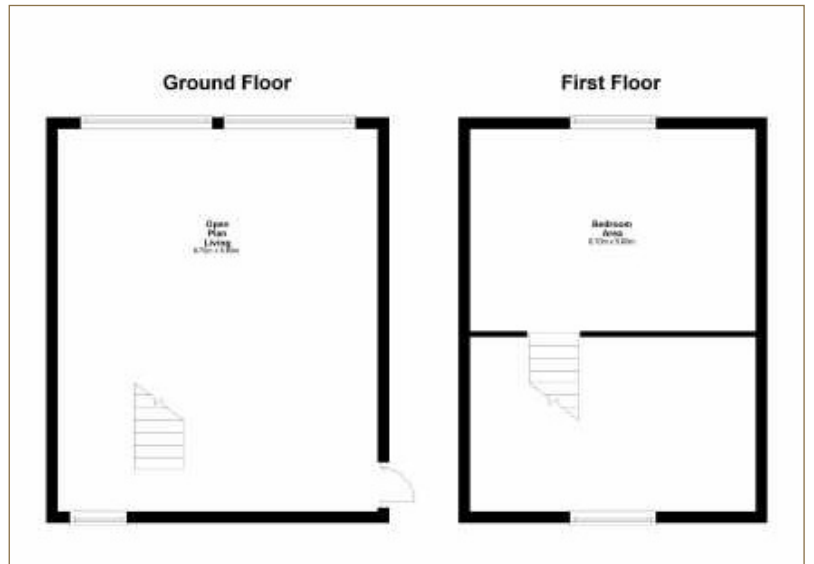 Ground Floor
First Floor
Open
Plan
Living
Bedroom
Area